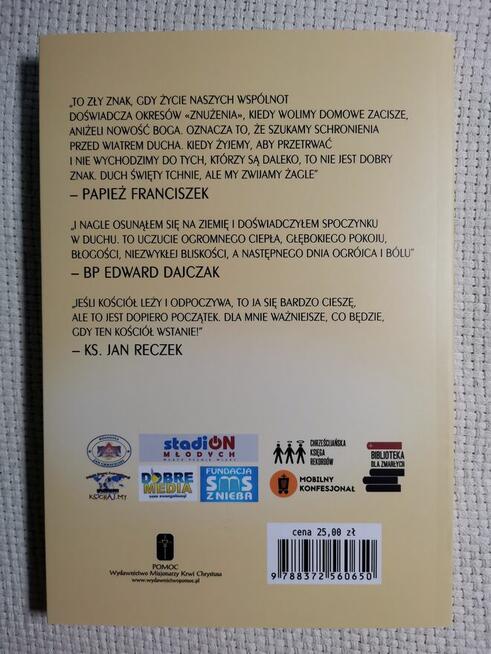 „TO ZŁY ZNAK, GDY ŻYCIE NASZYCH WSPÓLNOT
DOŚWIADCZA OKRESÓW «ZNUŻENIA», KIEDY WOLIMY DOMOWE ZACISZE,
ANIŻELI NOWOŚĆ BOGA. OZNACZA TO, ŻE SZUKAMY SCHRONIENIA
PRZED WIATREM DUCHA. KIEDY ŻYJEMY, ABY PRZETRWAĆ
I NIE WYCHODZIMY DO TYCH, KTÓRZY SĄ DALEKO, TO NIE JEST DOBRY
ZNAK. DUCH ŚWIĘTY TCHNIE, ALE MY ZWIJAMY ŻAGLE”
– PAPIEŻ FRANCISZEK
„I NAGLE OSUNĄŁEM SIĘ NA ZIEMIĘ I DOŚWIADCZYŁEM SPOCZYNKU
W DUCHU. TO UCZUCIE OGROMNEGO CIEPŁA, GŁĘBOKIEGO POKOJU,
BŁOGOŚCI, NIEZWYKŁEJ BLISKOŚCI, A NASTĘPNEGO DNIA OGRÓJCA I BÓLU”
– BP EDWARD DAJCZAK
„JEŚLI KOŚCIÓŁ LEŻY I ODPOCZYWA, TO JA SIĘ BARDZO CIESZĘ,
ALE TO JEST DOPIERO POCZĄTEK. DLA MNIE WAŻNIEJSZE, CO BĘDZIE,
GDY TEN KOŚCIÓŁ WSTANIE!”
– KS. JAN RECZEK
stadiON
MŁODYCH
CHRZEŚCIJAŃSKA
KSIĘGA
REKORDÓW
BIBLIOTEKA
DLA ZMARŁYCH
KOCHAJMY
DOBRE
MEDIA
FUNDACJA
SMS
Z NIEBA
MOBILNY
KONFESJONAŁ
POMOC
Wydawnictwo Misjonarzy Krwi Chrystusa
www.wydawnictwopomoc.pl
cena 25,00 zł
9 788372 560650